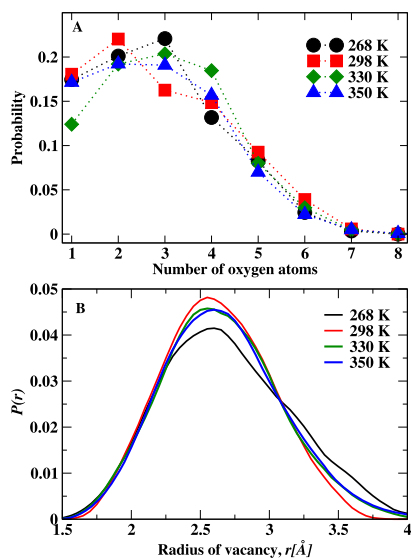 A
268 K
298 K
330 K
350 K
0.2
0.15
0.1
0.05
0
Probability
1 2 3 4 5 6 7 8
Number of oxygen atoms
B
268 K
298 K
330 K
350 K
0.05
0.04
0.03
0.02
0.01
0
P(r)
1.5 2 2.5 3 3.5 4
Radius of vacancy, r[Å]